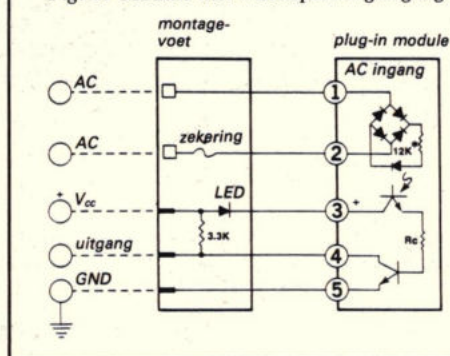 montage-
voet
plug-in module
AC
AC ingang
1
12K
AC
zekering
2
+
Vcc
LED
3
+
3.3K
Rc
uitgang
4
GND
5